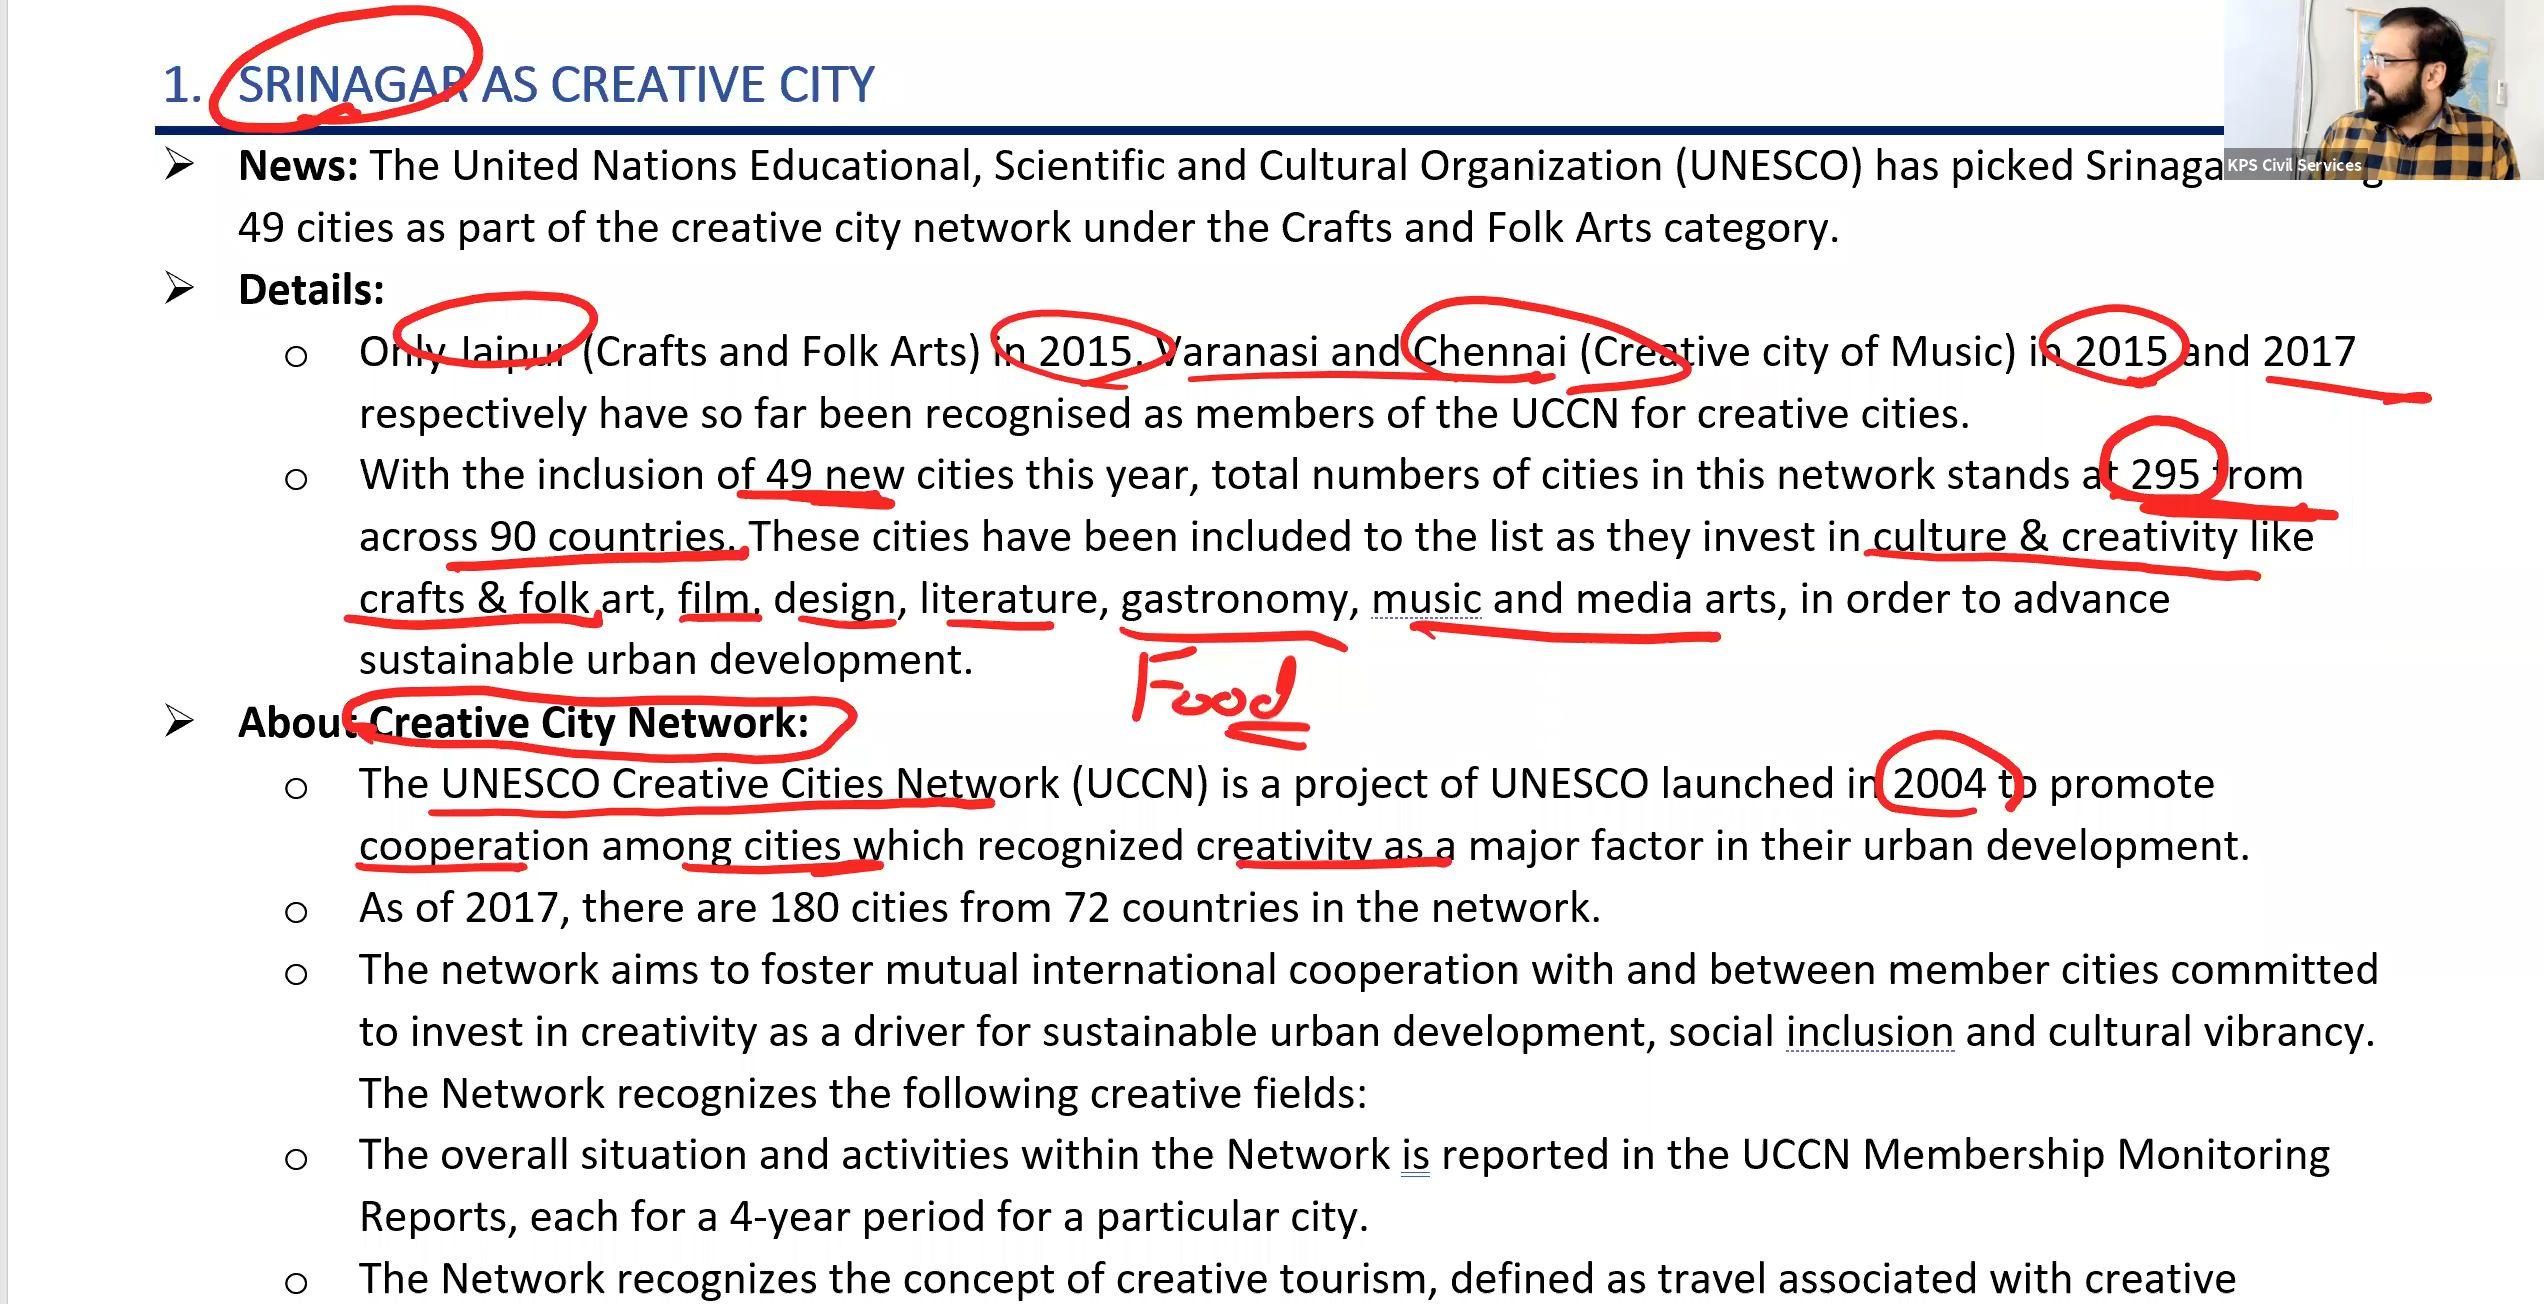 1. SRINAGAR AS CREATIVE CITY
KPS Civil Services
➢ News: The United Nations Educational, Scientific and Cultural Organization (UNESCO) has picked
49 cities as part of the creative city network under the Crafts and Folk Arts category.
➢ Details:
o Only Jaipur (Crafts and Folk Arts) in 2015, Varanasi and Chennai (Creative city of Music) in 2015 and 2017
respectively have so far been recognised as members of the UCCN for creative cities.
o With the inclusion of 49 new cities this year, total numbers of cities in this network stands at 295 from
across 90 countries. These cities have been included to the list as they invest in culture & creativity like
crafts & folk art, film, design, literature, gastronomy, music and media arts, in order to advance
sustainable urban development.
Food
➢ About Creative City Network:
o The UNESCO Creative Cities Network (UCCN) is a project of UNESCO launched in 2004 to promote
cooperation among cities which recognized creativity as a major factor in their urban development.
o As of 2017, there are 180 cities from 72 countries in the network.
o The network aims to foster mutual international cooperation with and between member cities committed
to invest in creativity as a driver for sustainable urban development, social inclusion and cultural vibrancy.
The Network recognizes the following creative fields:
o The overall situation and activities within the Network is reported in the UCCN Membership Monitoring
Reports, each for a 4-year period for a particular city.
o The Network recognizes the concept of creative tourism, defined as travel associated with creative